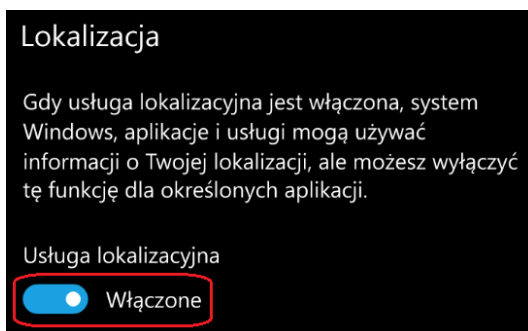 Lokalizacja
Gdy usługa lokalizacyjna jest włączona, system
Windows, aplikacje i usługi mogą używać
informacji o Twojej lokalizacji, ale możesz wyłączyć
tę funkcję dla określonych aplikacji.
Usługa lokalizacyjna
Włączone